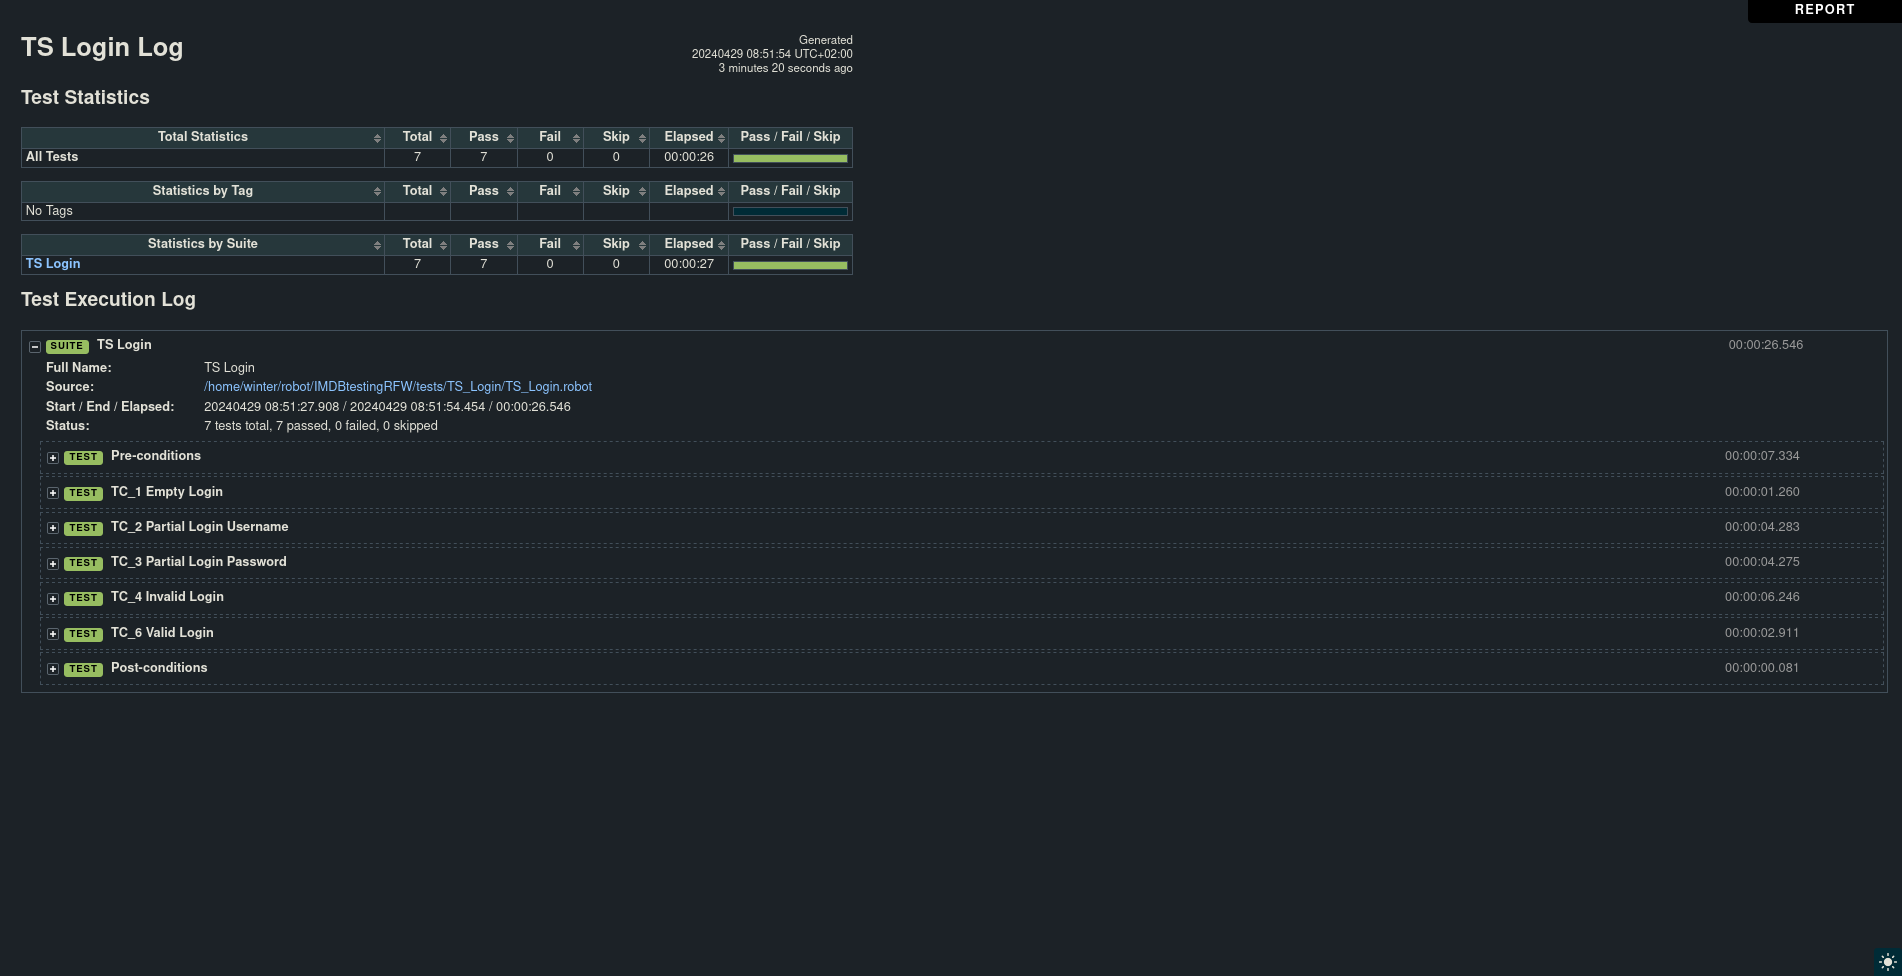 REPORT
TS Login Log
Generated
20240429 08:51:54 UTC+02:00
3 minutes 20 seconds ago
Test Statistics
Total Statistics Total Pass Fail Skip Elapsed Pass / Fail / Skip
All Tests 7 7 0 0 00:00:26
Statistics by Tag Total Pass Fail Skip Elapsed Pass / Fail / Skip
No Tags
Statistics by Suite Total Pass Fail Skip Elapsed Pass / Fail / Skip
TS Login 7 7 0 0 00:00:27
Test Execution Log
SUITE TS Login 00:00:26.546
Full Name: TS Login
Source: /home/winter/robot/IMDBtestingRFW/tests/TS_Login/TS_Login.robot
Start / End / Elapsed: 20240429 08:51:27.908 / 20240429 08:51:54.454 / 00:00:26.546
Status: 7 tests total, 7 passed, 0 failed, 0 skipped
TEST Pre-conditions 00:00:07.334
TEST TC_1 Empty Login 00:00:01.260
TEST TC_2 Partial Login Username 00:00:04.283
TEST TC_3 Partial Login Password 00:00:04.275
TEST TC_4 Invalid Login 00:00:06.246
TEST TC_6 Valid Login 00:00:02.911
TEST Post-conditions 00:00:00.081